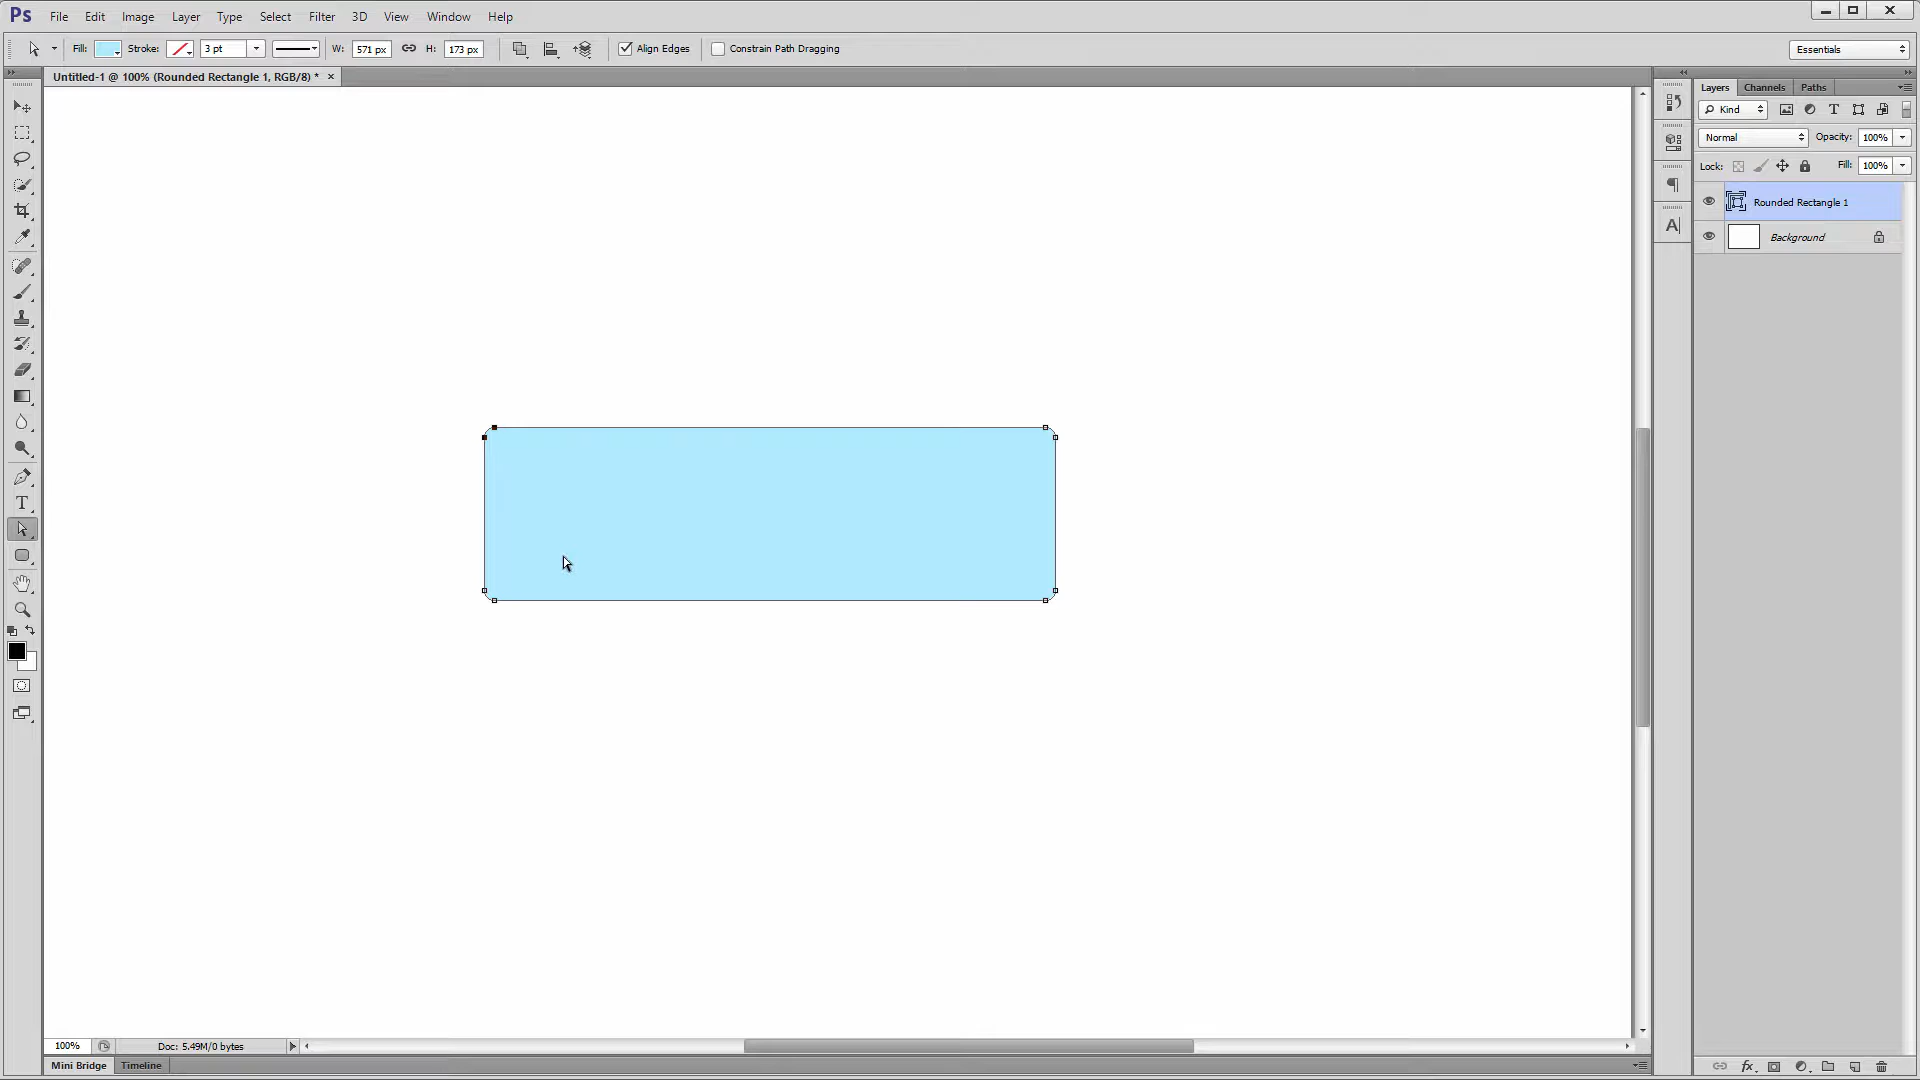 Ps File Edit Image Layer Type Select Filter 3D View Window Help
Fill: Stroke: 3 pt W: 571 px H: 173 px Align Edges Constrain Path Dragging Essentials
Untitled-1 @ 100% (Rounded Rectangle 1, RGB/8) * ×
Layers Channels Paths
Kind
Normal Opacity: 100%
Lock: Fill: 100%
Rounded Rectangle 1
Background
100% Doc: 5.49M/0 bytes
Mini Bridge Timeline